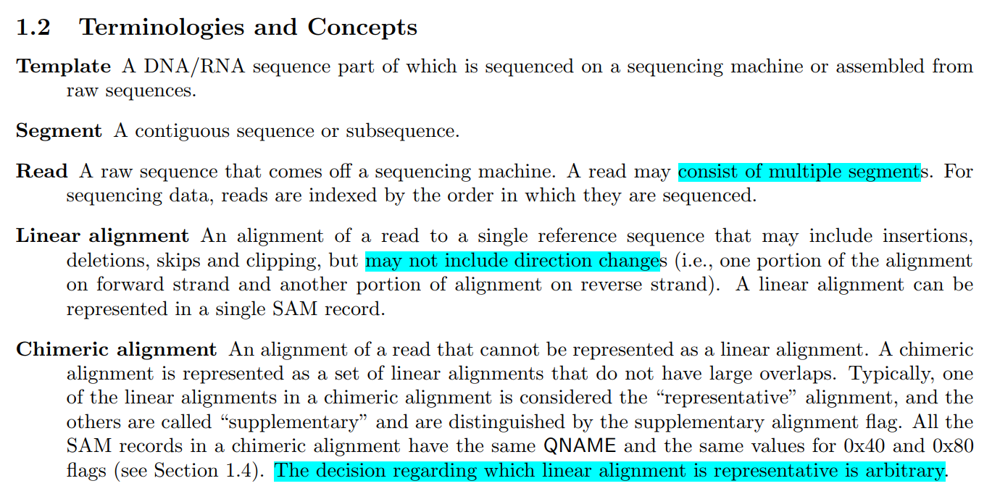 1.2 Terminologies and Concepts
Template A DNA/RNA sequence part of which is sequenced on a sequencing machine or assembled from
raw sequences.
Segment A contiguous sequence or subsequence.
Read A raw sequence that comes off a sequencing machine. A read may consist of multiple segments. For
sequencing data, reads are indexed by the order in which they are sequenced.
Linear alignment An alignment of a read to a single reference sequence that may include insertions,
deletions, skips and clipping, but may not include direction changes (i.e., one portion of the alignment
on forward strand and another portion of alignment on reverse strand). A linear alignment can be
represented in a single SAM record.
Chimeric alignment An alignment of a read that cannot be represented as a linear alignment. A chimeric
alignment is represented as a set of linear alignments that do not have large overlaps. Typically, one
of the linear alignments in a chimeric alignment is considered the “representative” alignment, and the
others are called “supplementary” and are distinguished by the supplementary alignment flag. All the
SAM records in a chimeric alignment have the same QNAME and the same values for 0x40 and 0x80
flags (see Section 1.4). The decision regarding which linear alignment is representative is arbitrary.